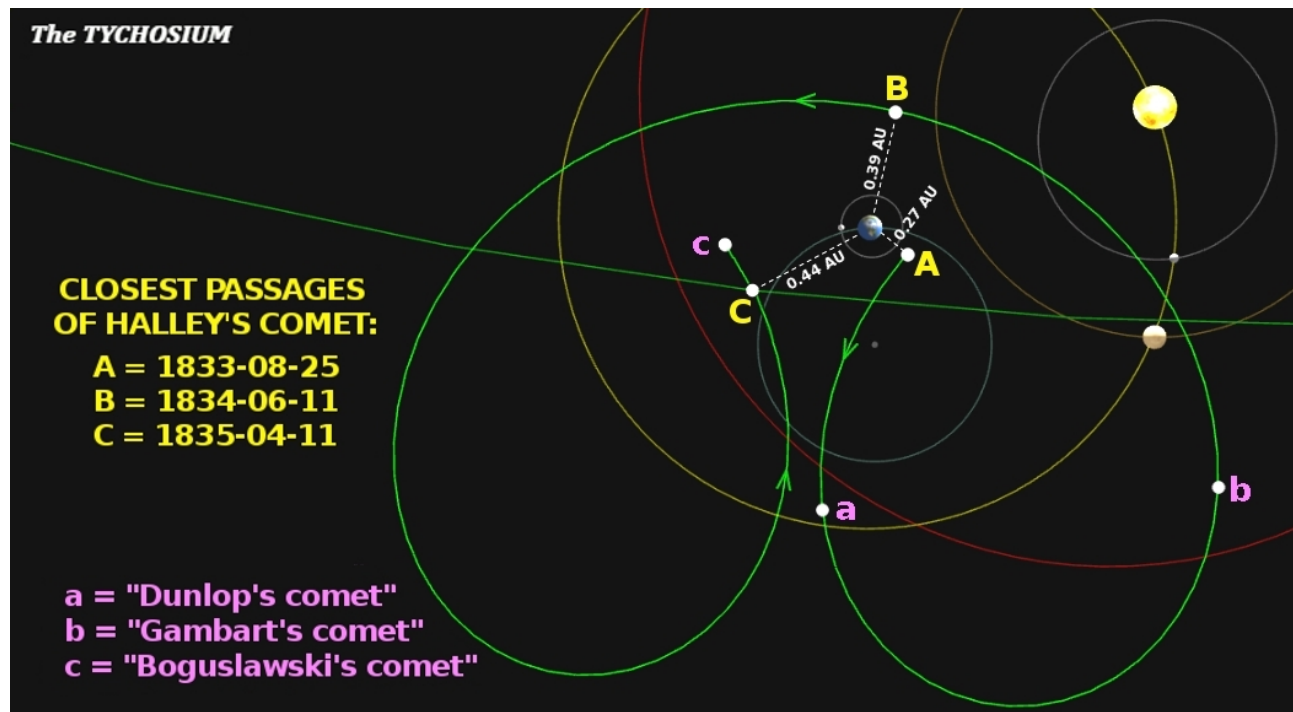 The TYCHOSIUM
B
0.39 AU
0.27 AU
c
A
0.44 AU
C
CLOSEST PASSAGES
OF HALLEY'S COMET:
A = 1833-08-25
B = 1834-06-11
C = 1835-04-11
a
b
a = "Dunlop's comet"
b = "Gambart's comet"
c = "Boguslawski's comet"